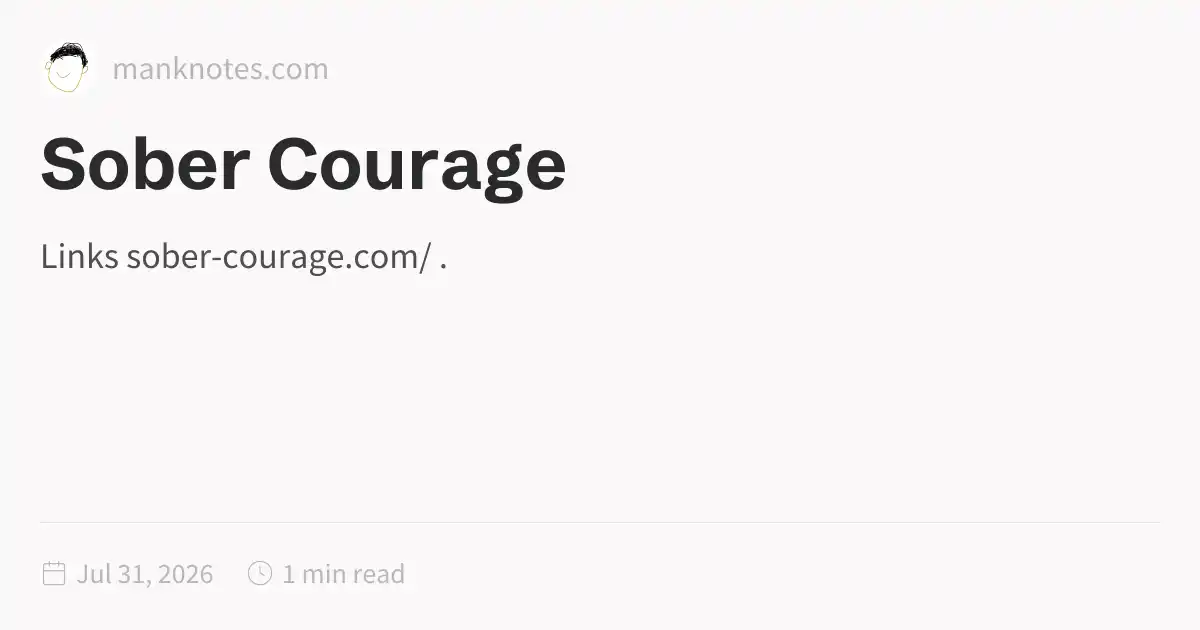 manknotes.com
Sober Courage
Links sober-courage.com/ .
Jul 31, 2026 1 min read